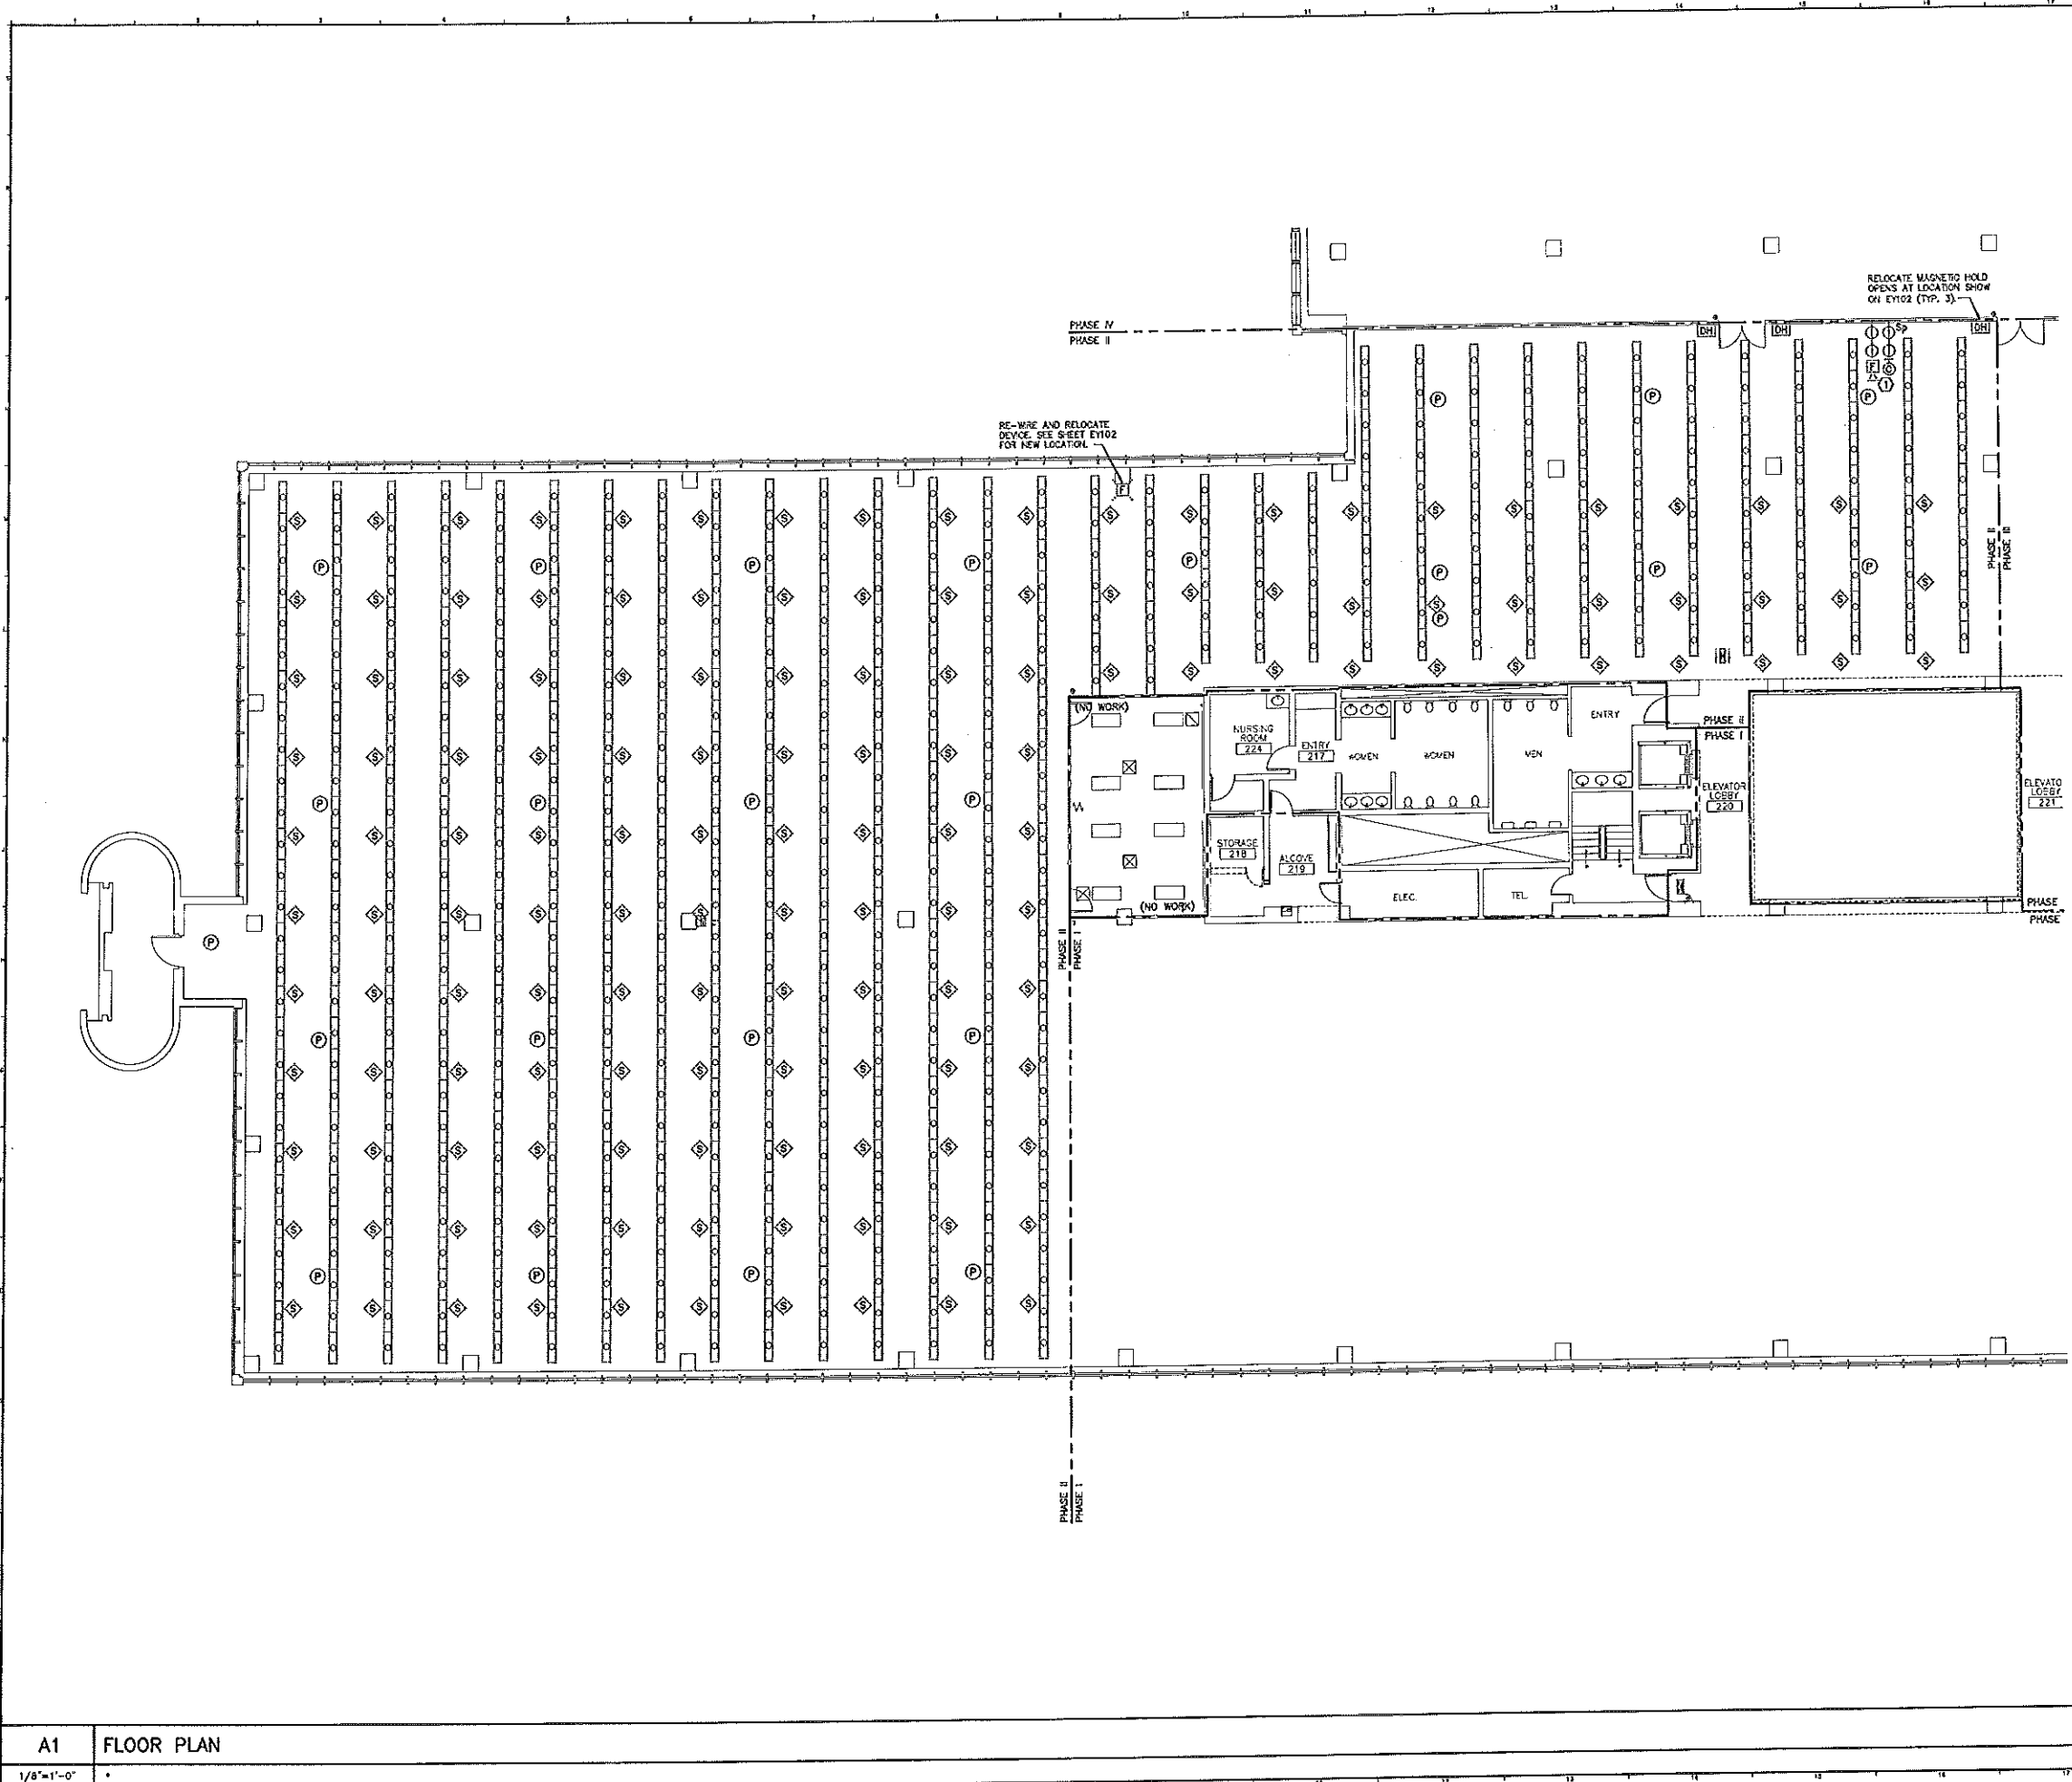 PHASE IV
PHASE II
RELOCATE MAGNETIC HOLD
OPENS AT LOCATION SHOW
ON EY102 (TYP. 3).
DH
DH
DH
Sp
F
1
RE-WIRE AND RELOCATE
DEVICE. SEE SHEET EY102
FOR NEW LOCATION.
F
PHASE II
PHASE III
(NO WORK)
NURSING
ROOM
224
ENTRY
217
WOMEN
WOMEN
MEN
ENTRY
PHASE II
PHASE I
ELEVATOR
LOBBY
220
ELEVATO
LOBBY
221
STORAGE
218
ALCOVE
219
ELEC.
TEL.
(NO WORK)
PHASE
PHASE
PHASE II
PHASE I
PHASE II
PHASE I
A1 FLOOR PLAN
1/8"=1'-0"